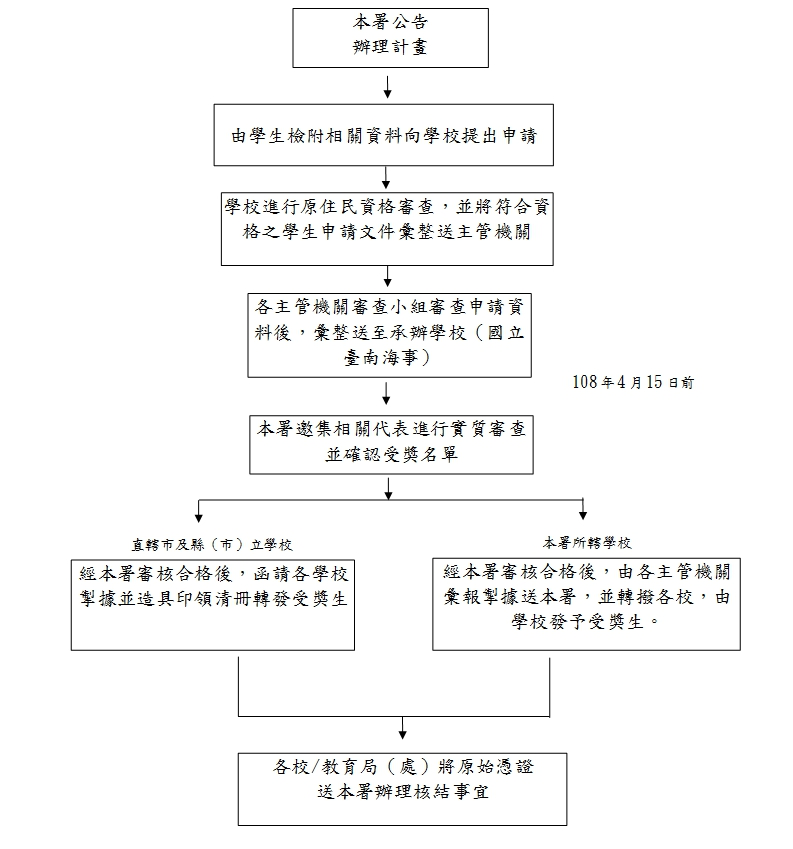 本署公告
辦理計畫
由學生檢附相關資料向學校提出申請
學校進行原住民資格審查，並將符合資
格之學生申請文件彙整送主管機關
各主管機關審查小組審查申請資
料後，彙整送至承辦學校（國立
臺南海事）
108年4月15日前
本署邀集相關代表進行實質審查
並確認受獎名單
直轄市及縣（市）立學校
經本署審核合格後，函請各學校
掣據並造具印領清冊轉發受獎生
本署所轄學校
經本署審核合格後，由各主管機關
彙報掣據送本署，並轉撥各校，由
學校發予受獎生。
各校/教育局（處）將原始憑證
送本署辦理核結事宜